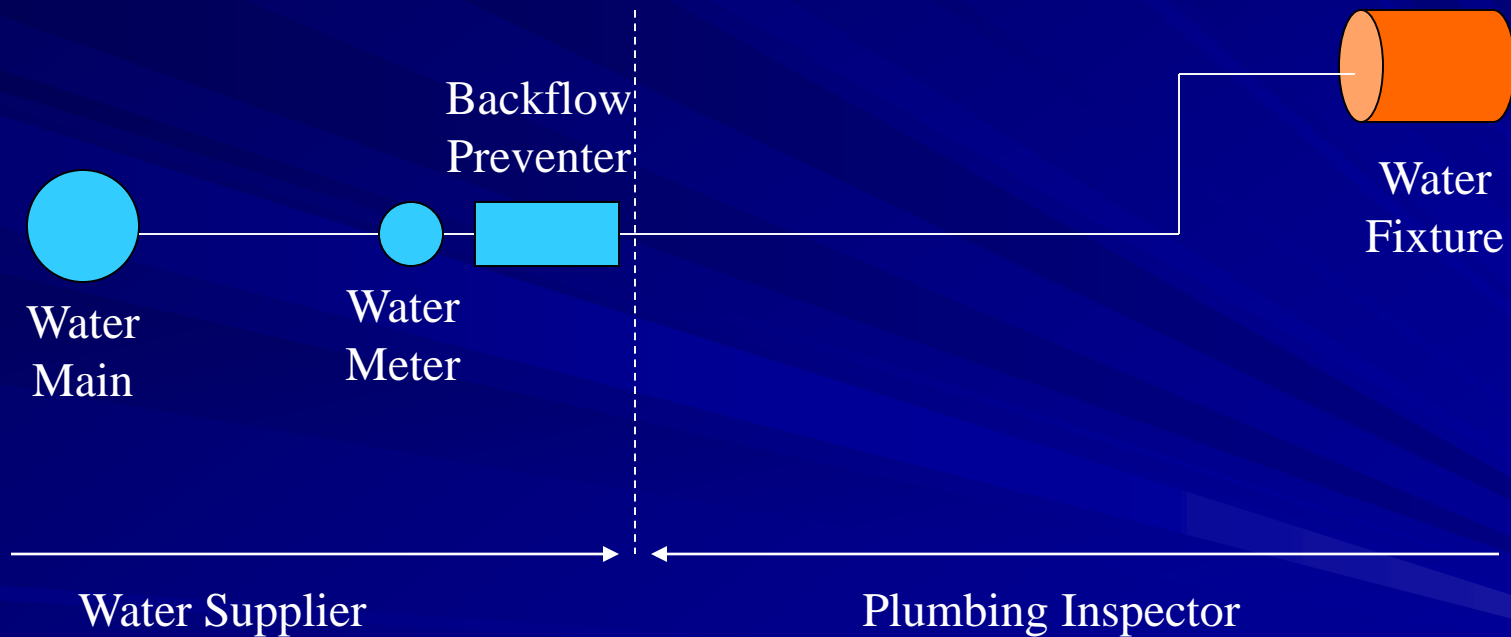 Backflow
Preventer
Water
Fixture
Water
Main
Water
Meter
Water Supplier
Plumbing Inspector